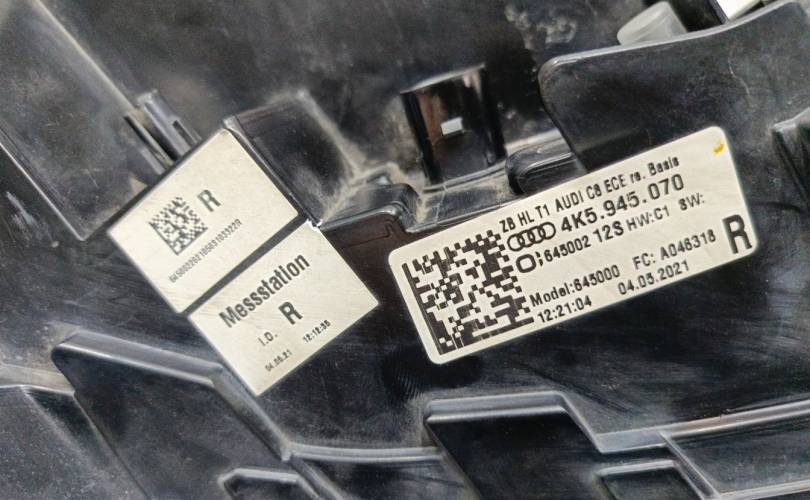 R
Messstation
I.O. R
04.05.21 12:12:35
ZB HL T1 AUDI C8 ECE re. Basis
4K5.945.070
645002 12S HW:C1 SW:
Model:645000 FC: A046318
12:21:04 04.05.2021
R